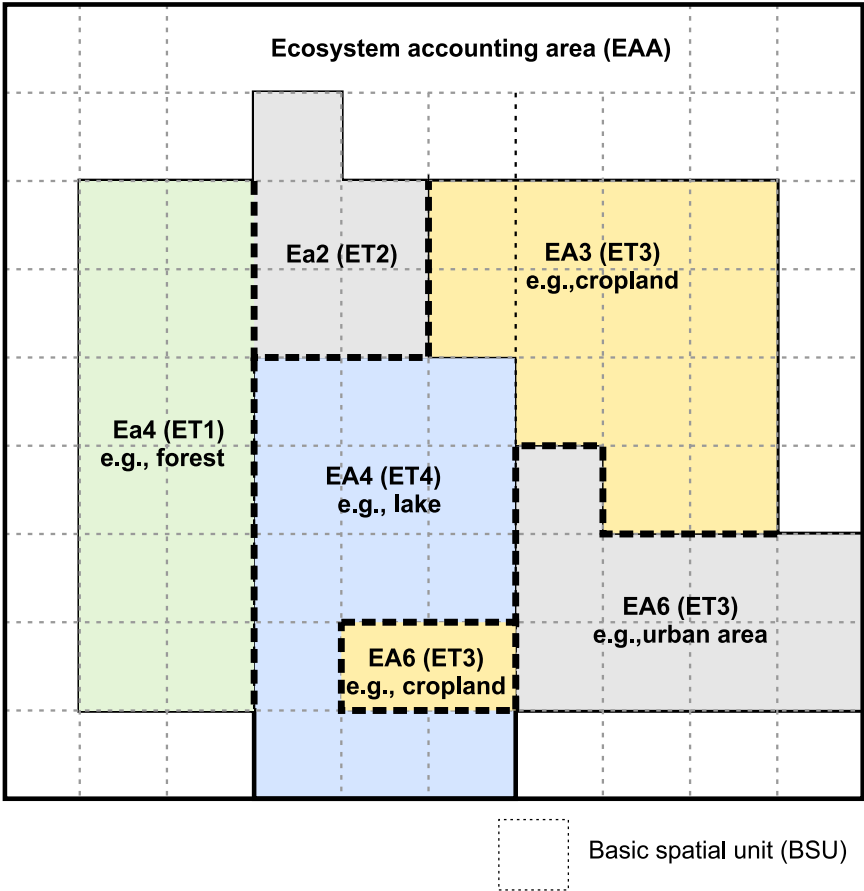 Ecosystem accounting area (EAA)
Ea2 (ET2)
EA3 (ET3)
e.g.,cropland
Ea4 (ET1)
e.g., forest
EA4 (ET4)
e.g., lake
EA6 (ET3)
e.g.,urban area
EA6 (ET3)
e.g., cropland
Basic spatial unit (BSU)